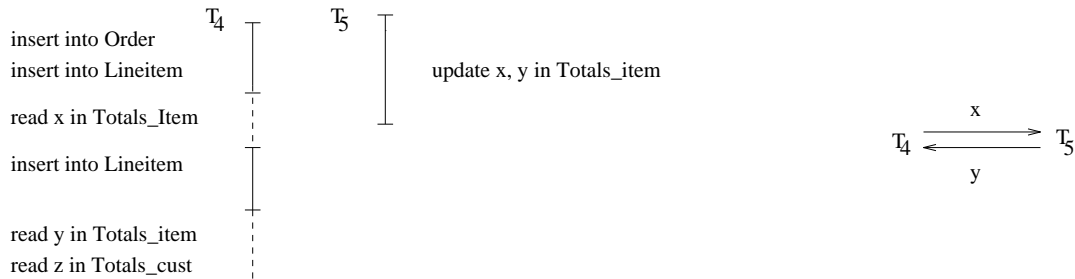 T4 T5
insert into Order
insert into Lineitem
update x, y in Totals_item
read x in Totals_Item
x
T4 T5
y
insert into Lineitem
read y in Totals_item
read z in Totals_cust